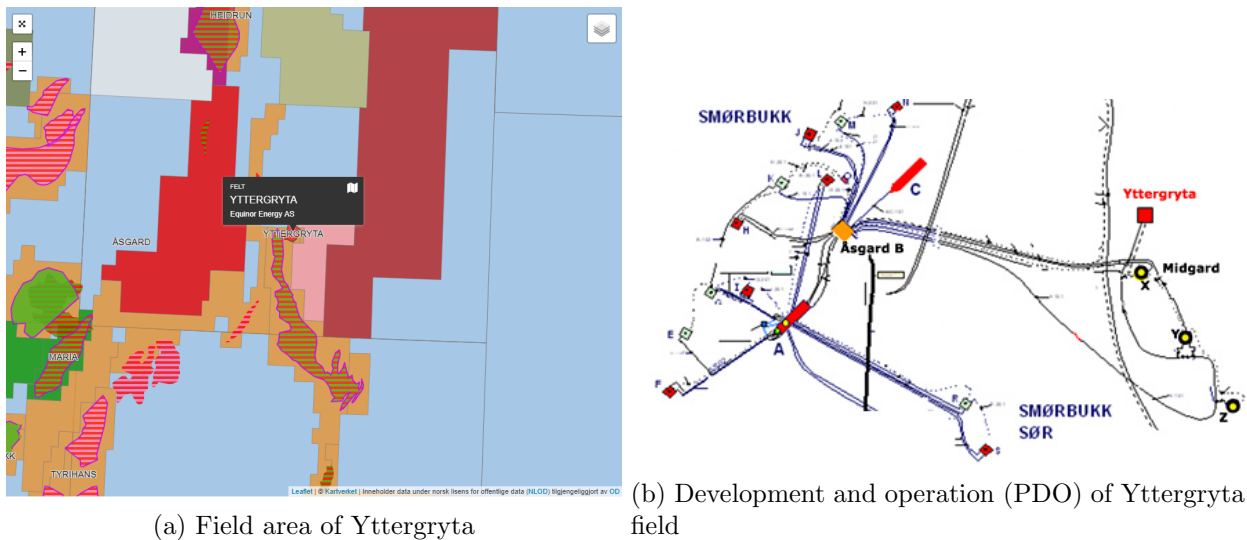 HEIDRUN
+
−
FELT
YTTERGRYTA
Equinor Energy AS
YTTERGRYTA
ÅSGARD
MARIA
KK
TYRIHANS
Leaflet | © Kartverket | Inneholder data under norsk lisens for offentlige data (NLOD) tilgjengeliggjort av OD
(a) Field area of Yttergryta
SMØRBUKK
J
M
N
K
L
Q
C
H
Åsgard B
Yttergryta
Midgard
X
G
I
E
A
Y
F
R
Z
SMØRBUKK
SØR
S
(b) Development and operation (PDO) of Yttergryta
field